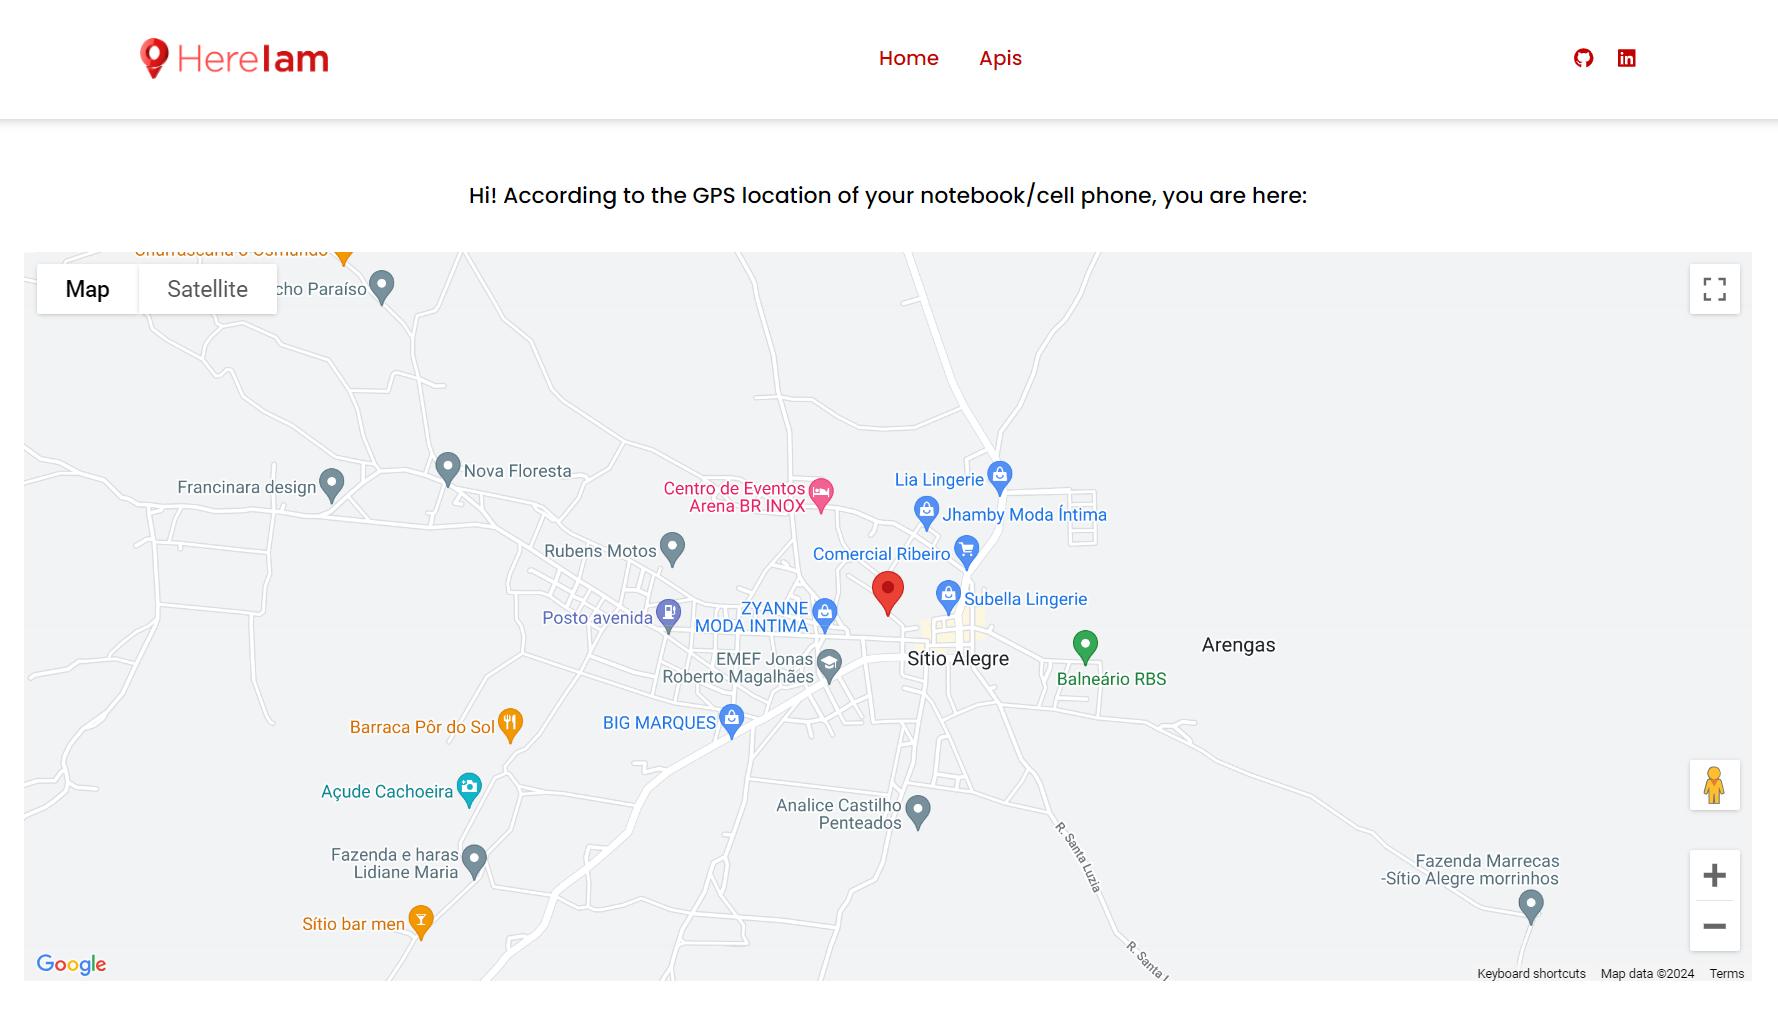 HereIam
Home
Apis
Hi! According to the GPS location of your notebook/cell phone, you are here:
Map
Satellite
cho Paraíso
Nova Floresta
Francinara design
Centro de Eventos
Arena BR INOX
Lia Lingerie
Jhamby Moda Íntima
Rubens Motos
Comercial Ribeiro
Subella Lingerie
ZYANNE
MODA INTIMA
Posto avenida
Arengas
EMEF Jonas
Roberto Magalhães
Sítio Alegre
Balneário RBS
BIG MARQUES
Barraca Pôr do Sol
Açude Cachoeira
Analice Castilho
Penteados
R. Santa Luzia
Fazenda e haras
Lidiane Maria
Fazenda Marrecas
-Sítio Alegre morrinhos
Sítio bar men
R. Santa
Google
Keyboard shortcuts
Map data ©2024
Terms